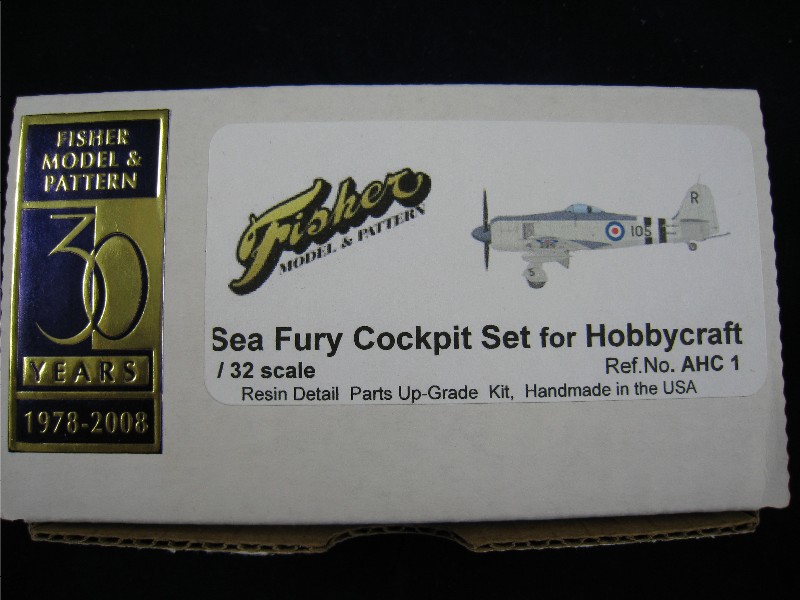 FISHER
MODEL &
PATTERN
30
YEARS
1978-2008
Fisher
MODEL & PATTERN
R
105
Sea Fury Cockpit Set for Hobbycraft
/ 32 scale
Ref.No. AHC 1
Resin Detail Parts Up-Grade Kit, Handmade in the USA